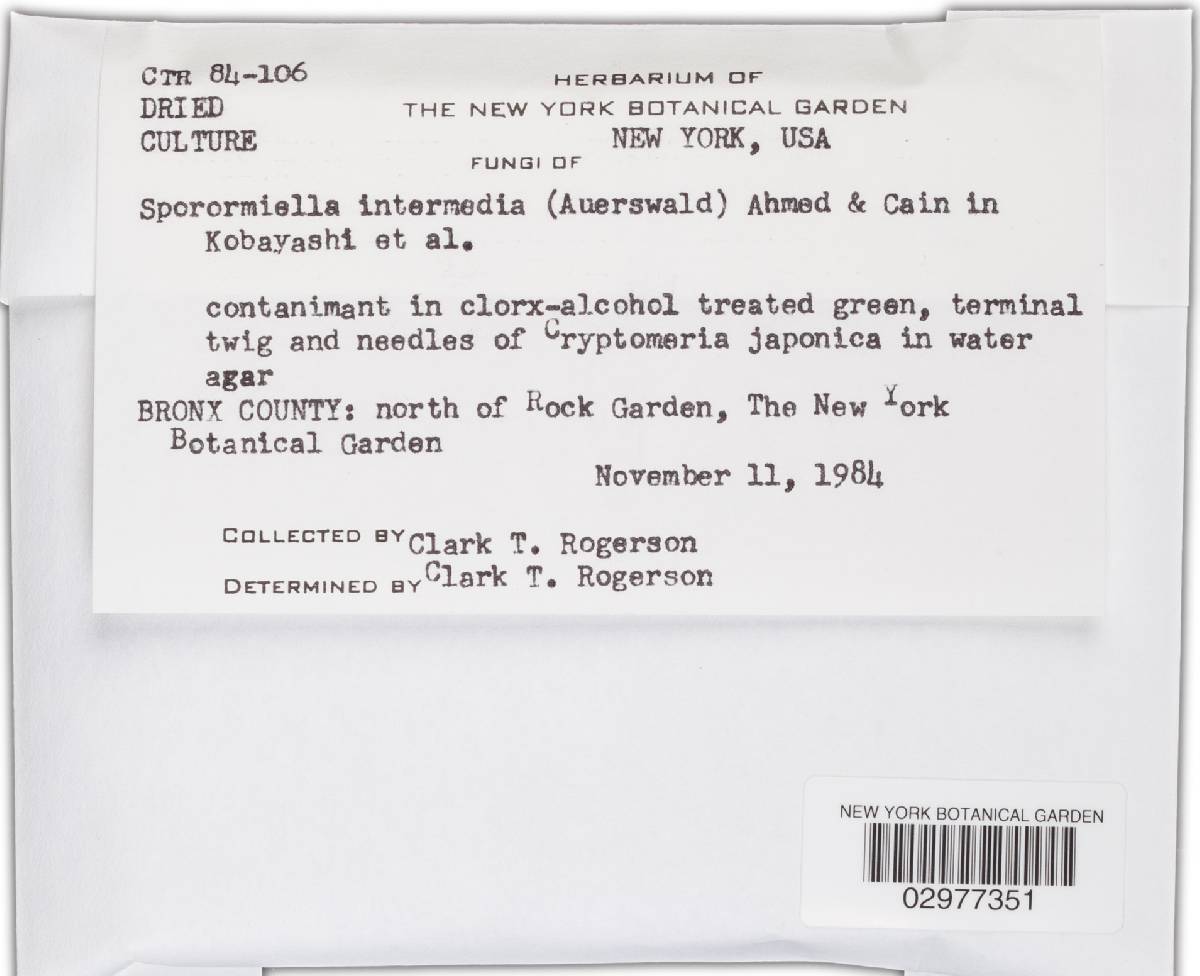 CTR 84-106
DRIED
CULTURE
HERBARIUM OF
THE NEW YORK BOTANICAL GARDEN
NEW YORK, USA
FUNGI OF
Sporormiella intermedia (Auerswald) Ahmed & Cain in
Kobayashi et al.
contanimant in clorx-alcohol treated green, terminal
twig and needles of Cryptomeria japonica in water
agar
BRONX COUNTY: north of Rock Garden, The New York
Botanical Garden
November 11, 1984
COLLECTED BY Clark T. Rogerson
DETERMINED BY Clark T. Rogerson
NEW YORK BOTANICAL GARDEN
02977351